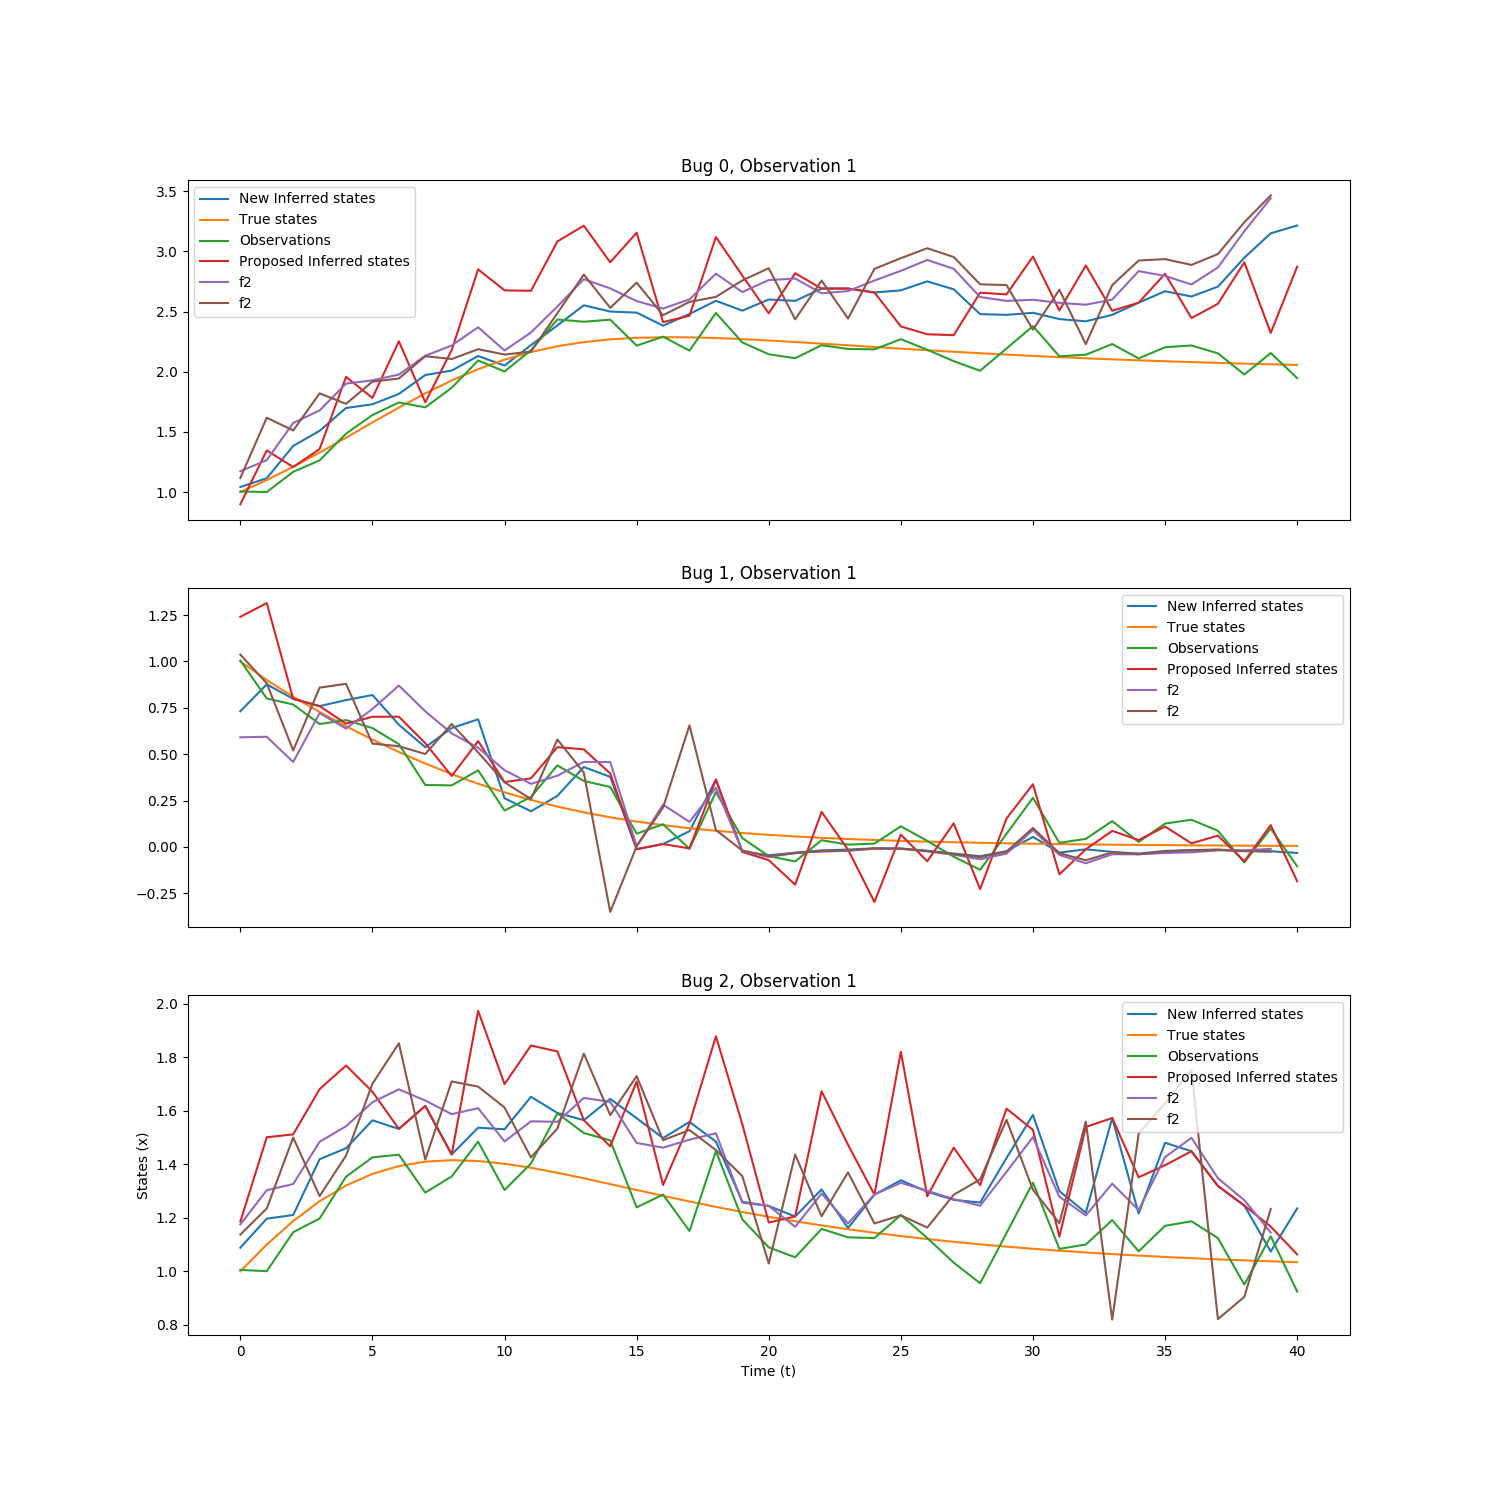 Bug 0, Observation 1
3.5
3.0
2.5
2.0
1.5
1.0
New Inferred states
True states
Observations
Proposed Inferred states
f2
f2
Bug 1, Observation 1
1.25
1.00
0.75
0.50
0.25
0.00
−0.25
New Inferred states
True states
Observations
Proposed Inferred states
f2
f2
Bug 2, Observation 1
States (x)
2.0
1.8
1.6
1.4
1.2
1.0
0.8
New Inferred states
True states
Observations
Proposed Inferred states
f2
f2
0 5 10 15 20 25 30 35 40
Time (t)